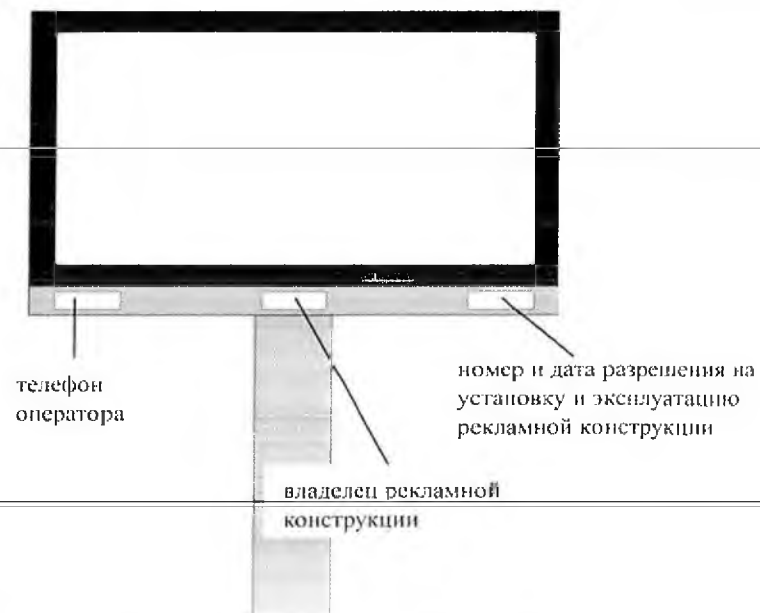 телефон
оператора
номер и дата разрешения на
установку и эксплуатацию
рекламной конструкции
владелец рекламной
конструкции